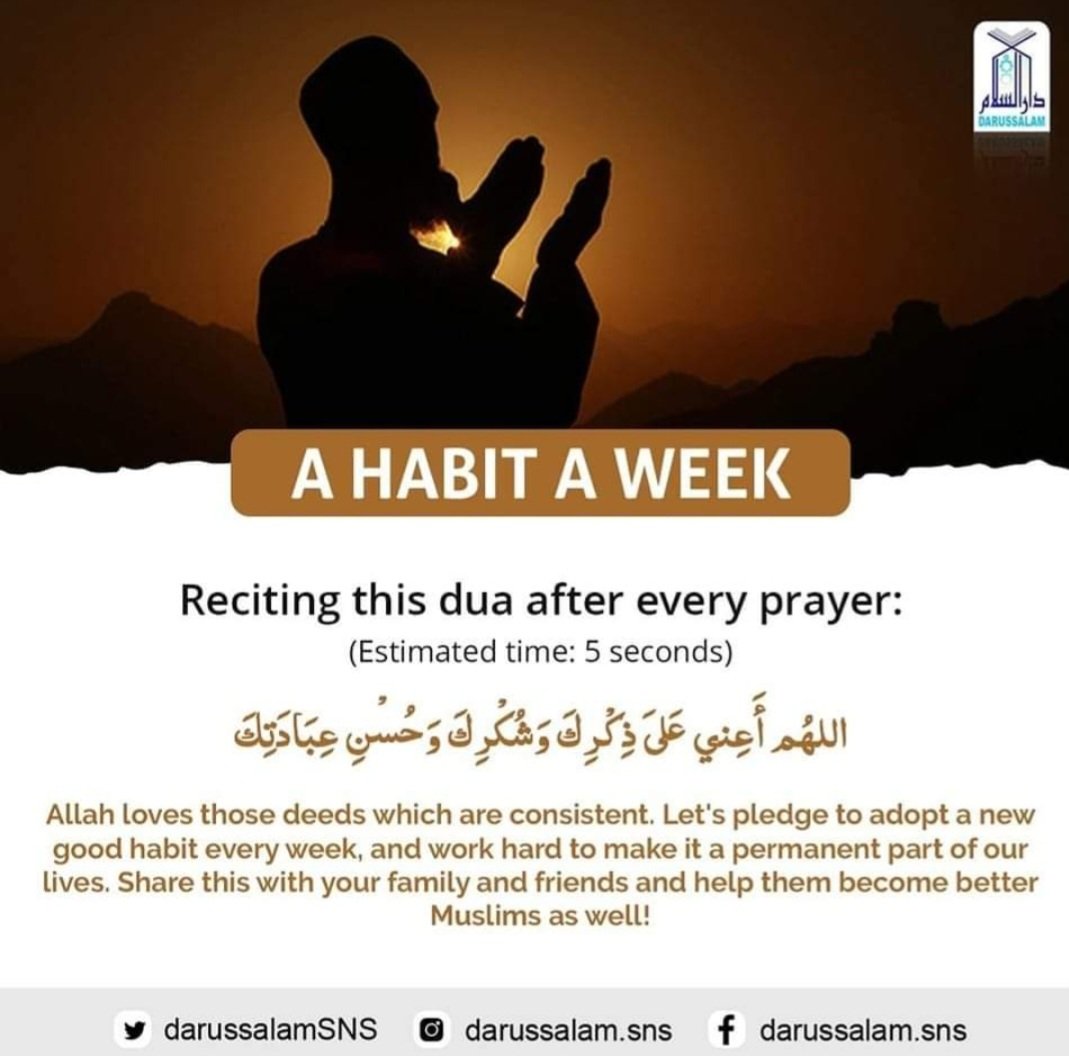 دارالسلام
DARUSSALAM
A HABIT A WEEK
Reciting this dua after every prayer:
(Estimated time: 5 seconds)
اللهُم أَعِني عَلَىَ ذِكْرِكَ وَشُكْرِكَ وَحُسْنِ عِبَادَتِكَ
Allah loves those deeds which are consistent. Let's pledge to adopt a new
good habit every week, and work hard to make it a permanent part of our
lives. Share this with your family and friends and help them become better
Muslims as well!
darussalamSNS darussalam.sns darussalam.sns